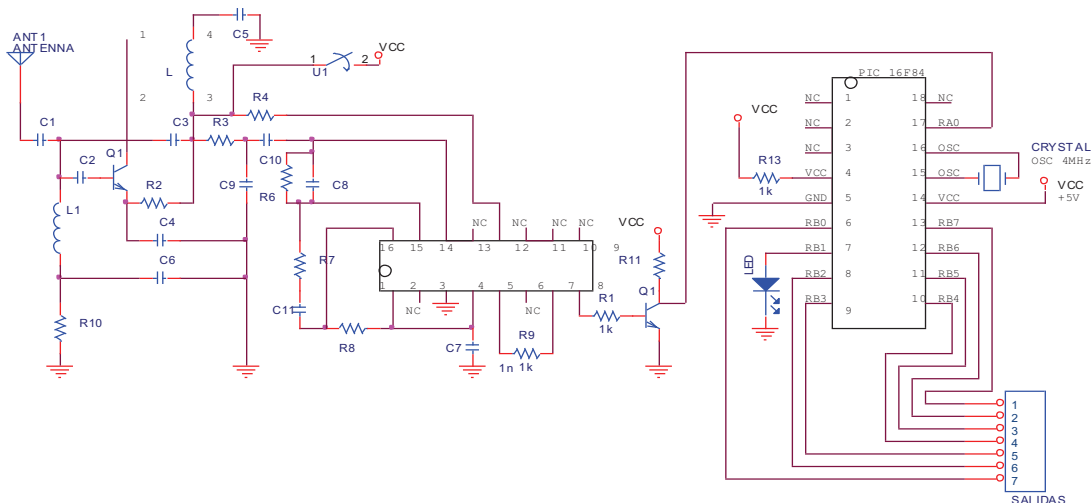 ANT1
ANTENNA
C1
C2
L1
R10
1
2
Q1
C3
R2
C4
C6
L
4
3
C5
R3
R4
C9
C10
R6
C8
1
2
U1
VCC
R7
C11
R8
C7
16
15
14
13
12
11
10
9
1
2
3
4
5
6
7
8
NC
NC
NC
NC
NC
NC
R9
1n 1k
R1
1k
VCC
R11
Q1
VCC
R13
1k
LED
PIC 16F84
NC
1
18
NC
NC
2
17
RA0
NC
3
16
OSC
VCC
4
15
OSC
GND
5
14
VCC
RB0
6
13
RB7
RB1
7
12
RB6
RB2
8
11
RB5
RB3
9
10
RB4
CRYSTAL
OSC 4MHz
VCC
+5V
1
2
3
4
5
6
7
SALIDAS